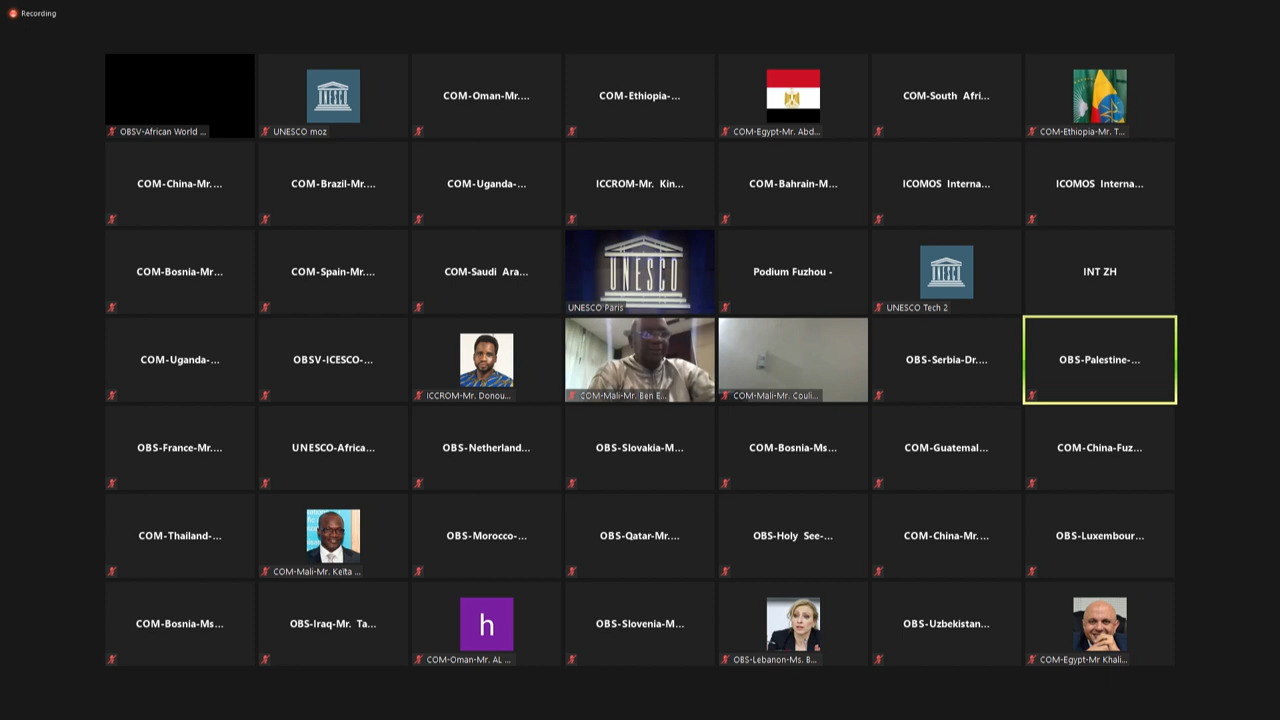 Recording
OBSV-African World ...
UNESCO
UNESCO moz
COM-Oman-Mr....
COM-Ethiopia-...
COM-Egypt-Mr. Abd...
COM-South Afri...
COM-Ethiopia-Mr. T...
COM-China-Mr. ...
COM-Brazil-Mr....
COM-Uganda-...
ICCROM-Mr. Kin...
COM-Bahrain-M...
ICOMOS Interna...
ICOMOS Interna...
COM-Bosnia-Mr...
COM-Spain-Mr....
COM-Saudi Ara...
UNESCO
UNESCO Paris
Podium Fuzhou -
UNESCO
UNESCO Tech 2
INT ZH
COM-Uganda-...
OBSV-ICESCO-...
ICCROM-Mr. Donou...
COM-Mali-Mr. Ben E...
COM-Mali-Mr. Couli...
OBS-Serbia-Dr....
OBS-Palestine-...
OBS-France-Mr....
UNESCO-Africa...
OBS-Netherland...
OBS-Slovakia-M...
COM-Bosnia-Ms...
COM-Guatemal...
COM-China-Fuz...
COM-Thailand-...
COM-Mali-Mr. Keïta ...
OBS-Morocco-...
OBS-Qatar-Mr....
OBS-Holy See-...
COM-China-Mr....
OBS-Luxembour...
COM-Bosnia-Ms...
OBS-Iraq-Mr. Ta...
h
COM-Oman-Mr. AL ...
OBS-Slovenia-M...
OBS-Lebanon-Ms. B...
OBS-Uzbekistan...
COM-Egypt-Mr Khali...